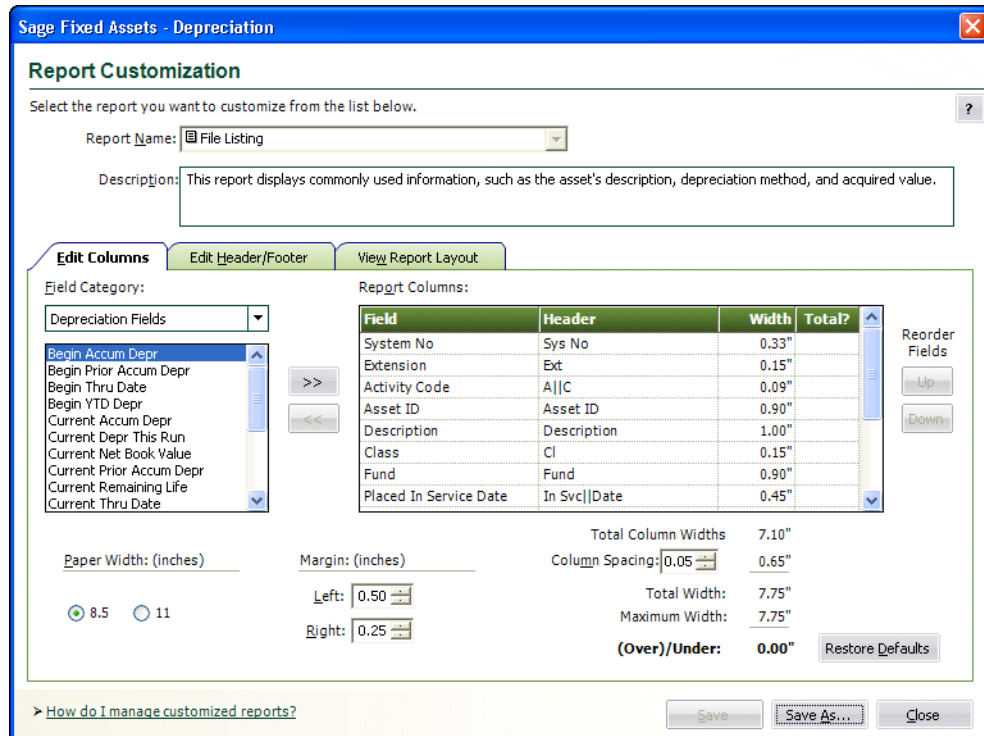 Sage Fixed Assets - Depreciation
Report Customization
Select the report you want to customize from the list below.
?
Report Name: File Listing
Description: This report displays commonly used information, such as the asset's description, depreciation method, and acquired value.
Edit Columns Edit Header/Footer View Report Layout
Field Category:
Depreciation Fields
Begin Accum Depr
Begin Prior Accum Depr
Begin Thru Date
Begin YTD Depr
Current Accum Depr
Current Depr This Run
Current Net Book Value
Current Prior Accum Depr
Current Remaining Life
Current Thru Date
>>
<<
Report Columns:
Field Header Width Total?
System No Sys No 0.33"
Extension Ext 0.15"
Activity Code A||C 0.09"
Asset ID Asset ID 0.90"
Description Description 1.00"
Class Cl 0.15"
Fund Fund 0.90"
Placed In Service Date In Svc||Date 0.45"
Reorder
Fields
Up
Down
Paper Width: (inches)
8.5 11
Margin: (inches)
Left: 0.50
Right: 0.25
Total Column Widths 7.10"
Column Spacing: 0.05 0.65"
Total Width: 7.75"
Maximum Width: 7.75"
(Over)/Under: 0.00"
Restore Defaults
How do I manage customized reports?
Save Save As... Close